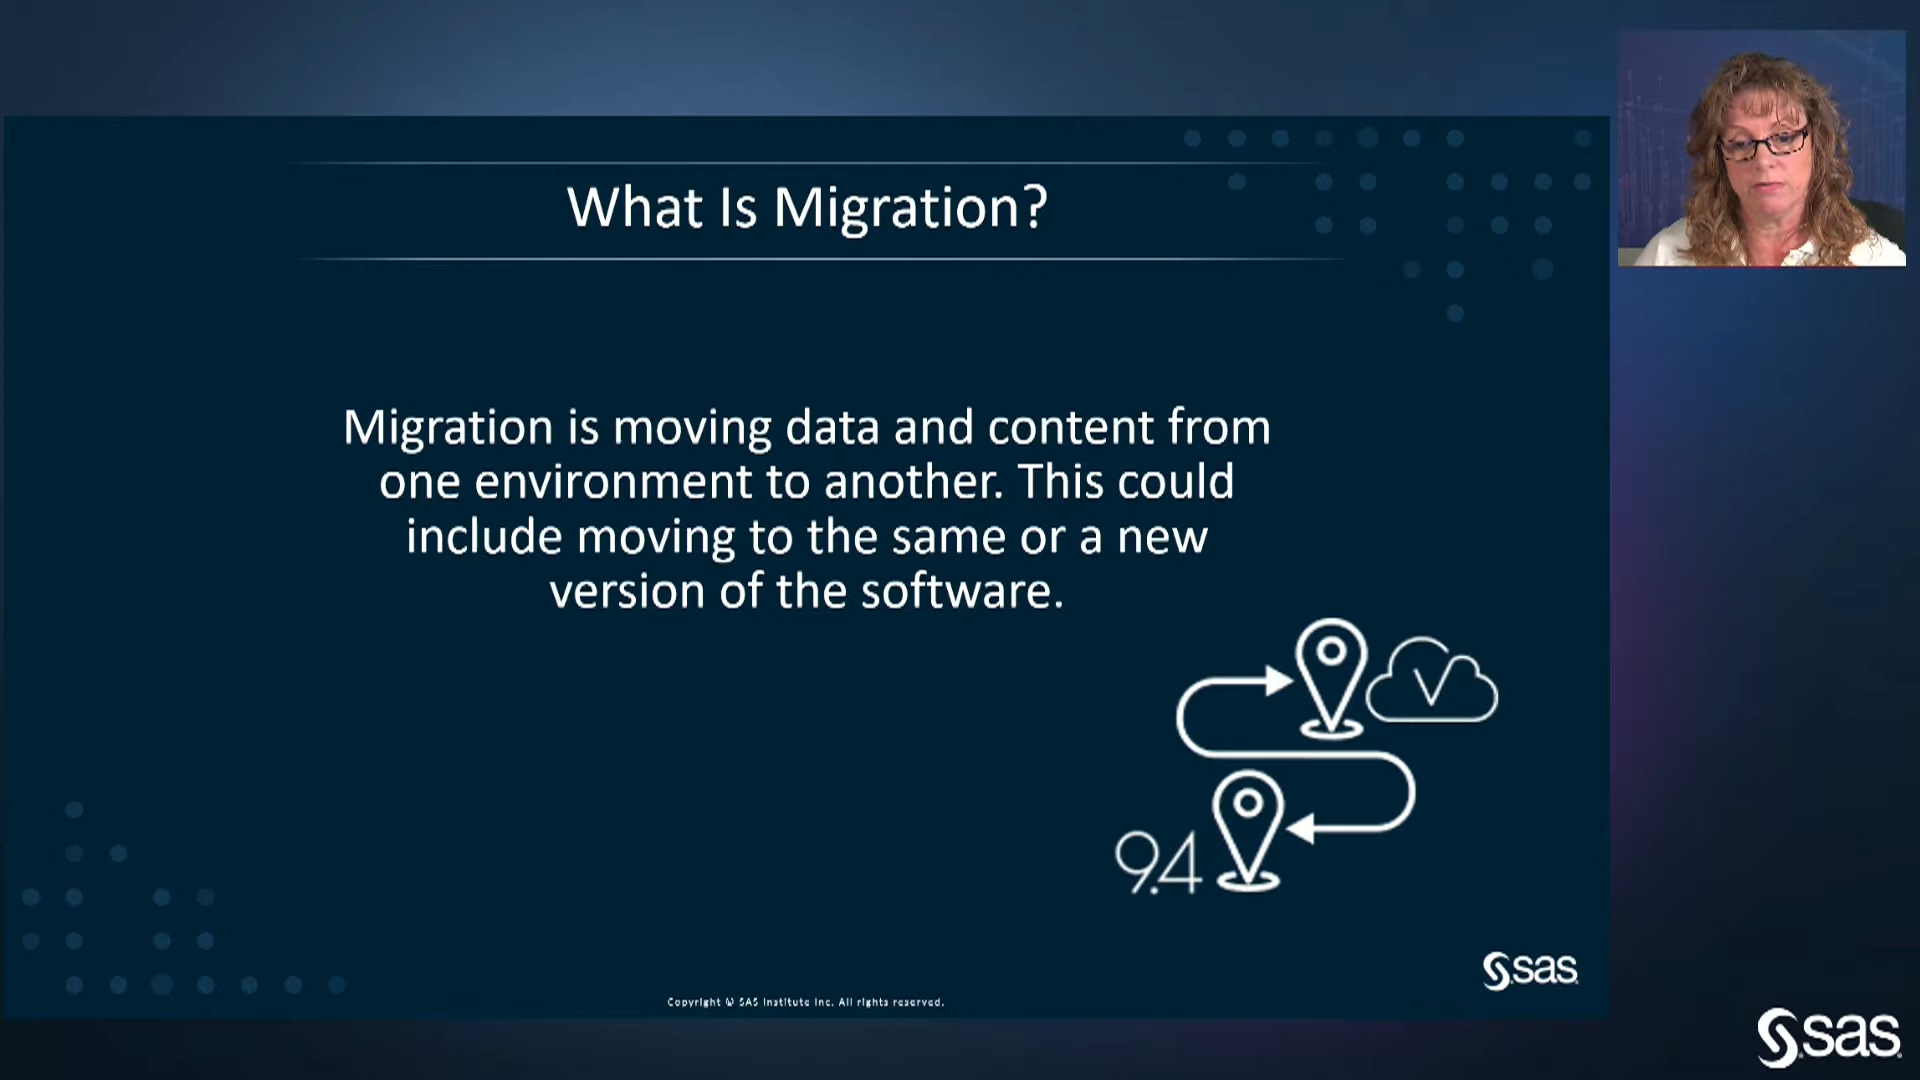 What Is Migration?
Migration is moving data and content from
one environment to another. This could
include moving to the same or a new
version of the software.
V
9.4
sas
Copyright © SAS Institute Inc. All rights reserved.
sas